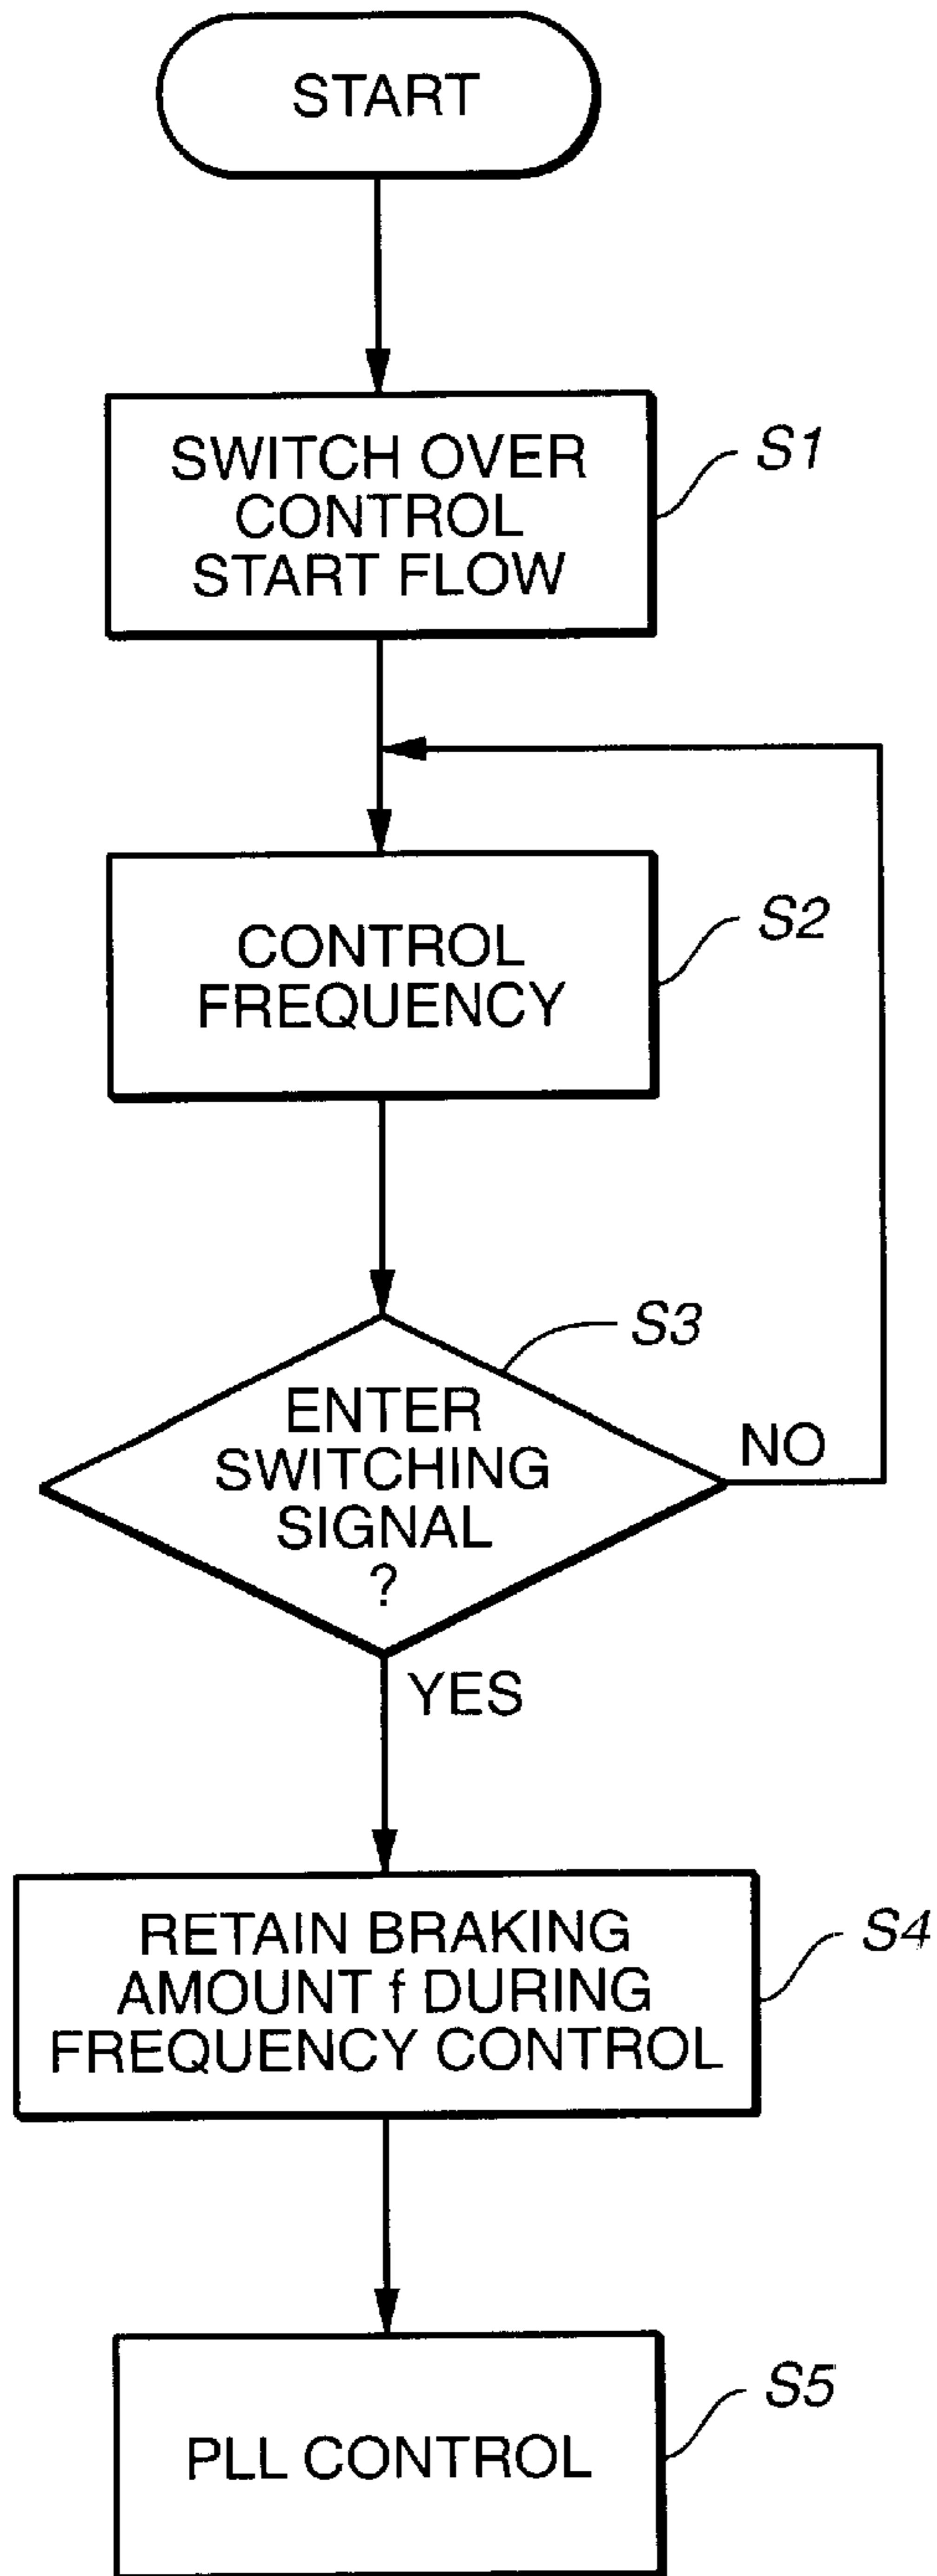 START
SWITCH OVER
CONTROL
START FLOW
S1
CONTROL
FREQUENCY
S2
S3
ENTER
SWITCHING
SIGNAL
?
NO
YES
RETAIN BRAKING
AMOUNT f DURING
FREQUENCY CONTROL
S4
PLL CONTROL
S5